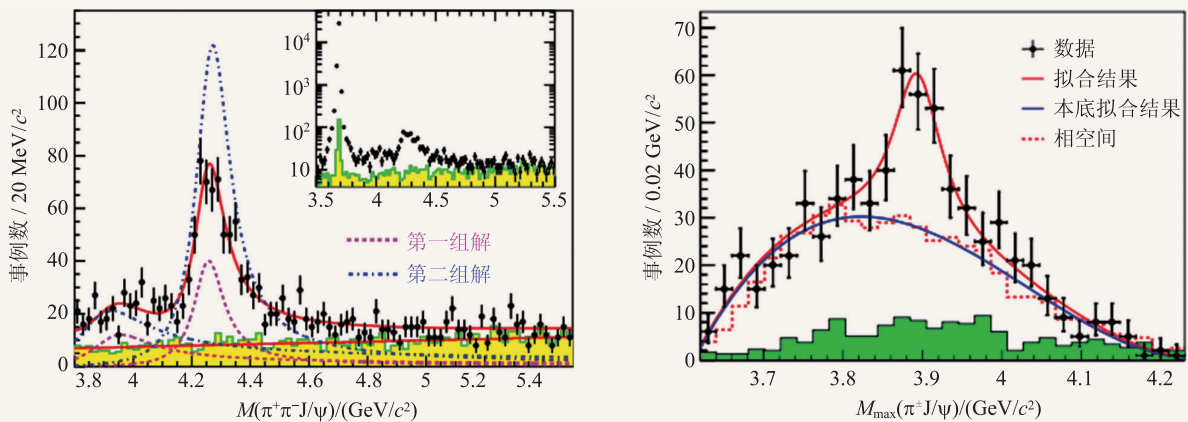 120
100
80
60
40
20
0
事例数 / 20 MeV/c²
10⁴
10³
10²
10
3.5 4 4.5 5 5.5
第一组解
第二组解
3.8 4 4.2 4.4 4.6 4.8 5 5.2 5.4
M(π⁺π⁻J/ψ)/(GeV/c²)
70
60
50
40
30
20
10
0
事例数 / 0.02 GeV/c²
数据
拟合结果
本底拟合结果
相空间
3.7 3.8 3.9 4 4.1 4.2
Mmax(π±J/ψ)/(GeV/c²)